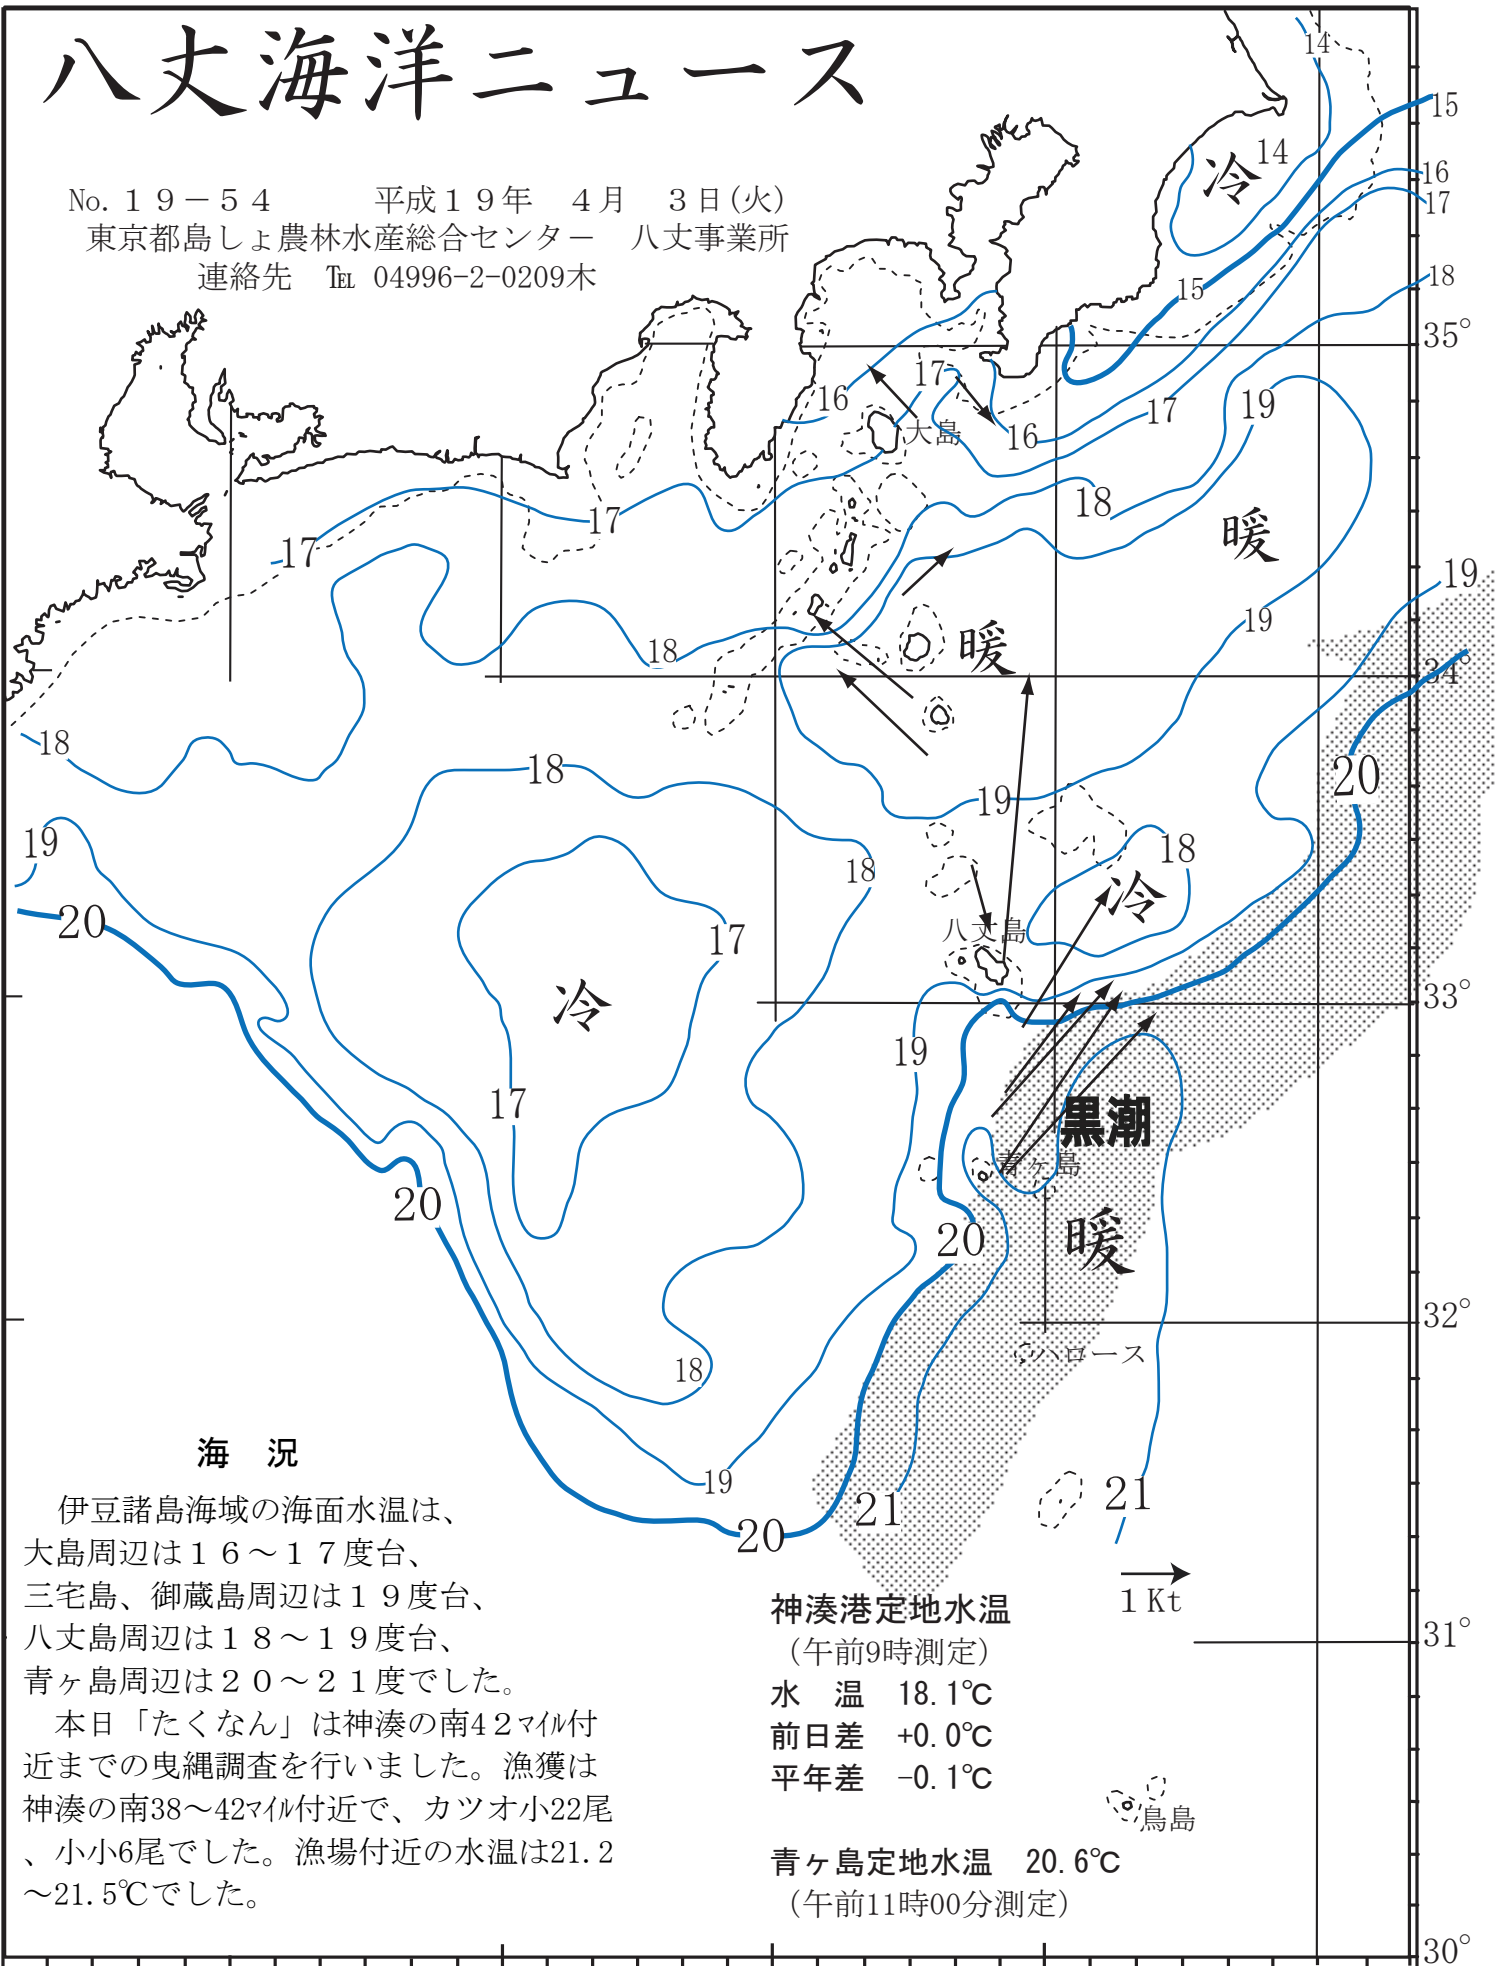 八丈海洋ニュース
No.１９－５４　平成１９年　４月　３日(火)
東京都島しょ農林水産総合センタ－　八丈事業所
連絡先　℡ 04996-2-0209木
14
15
冷 14
16
17
15
18
35°
17
16
19
17
大島
16
18
暖
17
17
19
19
暖
18
34°
18
18
20
19
19
18
18
冷
20
17
八丈島
冷
33°
19
17
黒潮
青ヶ島
20
20
暖
32°
ハロース
18
19
21
21
20
海　況
伊豆諸島海域の海面水温は、
大島周辺は１６～１７度台、
三宅島、御蔵島周辺は１９度台、
八丈島周辺は１８～１９度台、
青ヶ島周辺は２０～２１度でした。
本日「たくなん」は神湊の南4２ﾏｲﾙ付
近までの曳縄調査を行いました。漁獲は
神湊の南38～42ﾏｲﾙ付近で、カツオ小22尾
、小小6尾でした。漁場付近の水温は21.2
～21.5℃でした。
1 Kt
31°
神湊港定地水温
（午前9時測定）
水　温　18.1℃
前日差　+0.0℃
平年差　-0.1℃
鳥島
青ヶ島定地水温　20.6℃
（午前11時00分測定）
30°